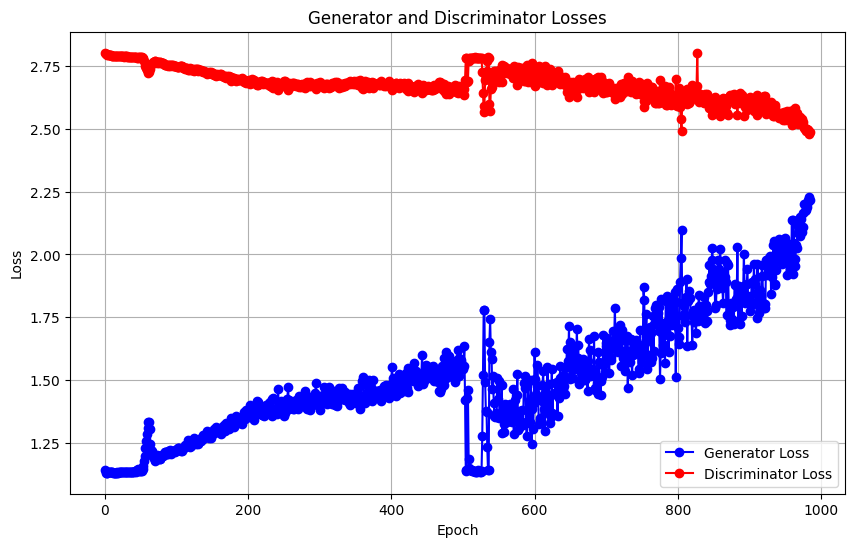 Generator and Discriminator Losses
2.75
2.50
2.25
2.00
1.75
1.50
1.25
Loss
0
200
400
600
800
1000
Epoch
Generator Loss
Discriminator Loss